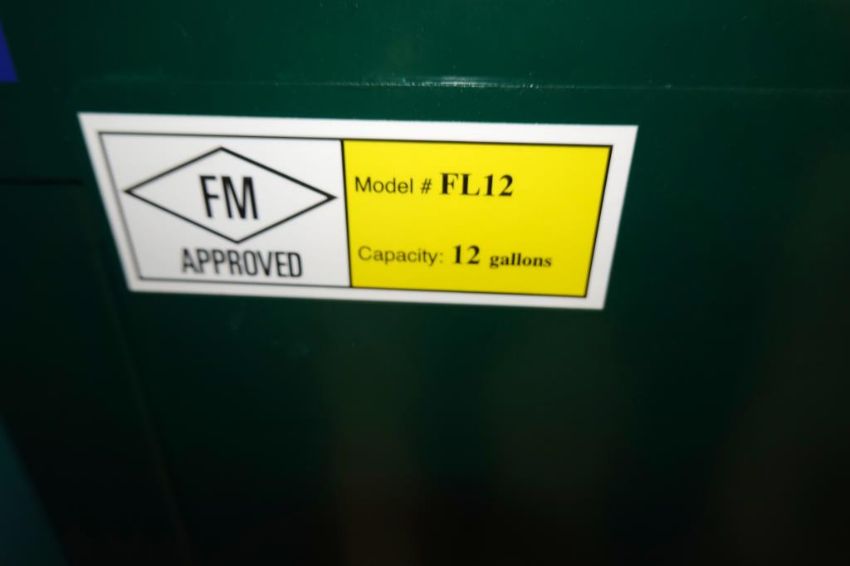 FM
APPROVED
Model # FL12
Capacity: 12 gallons